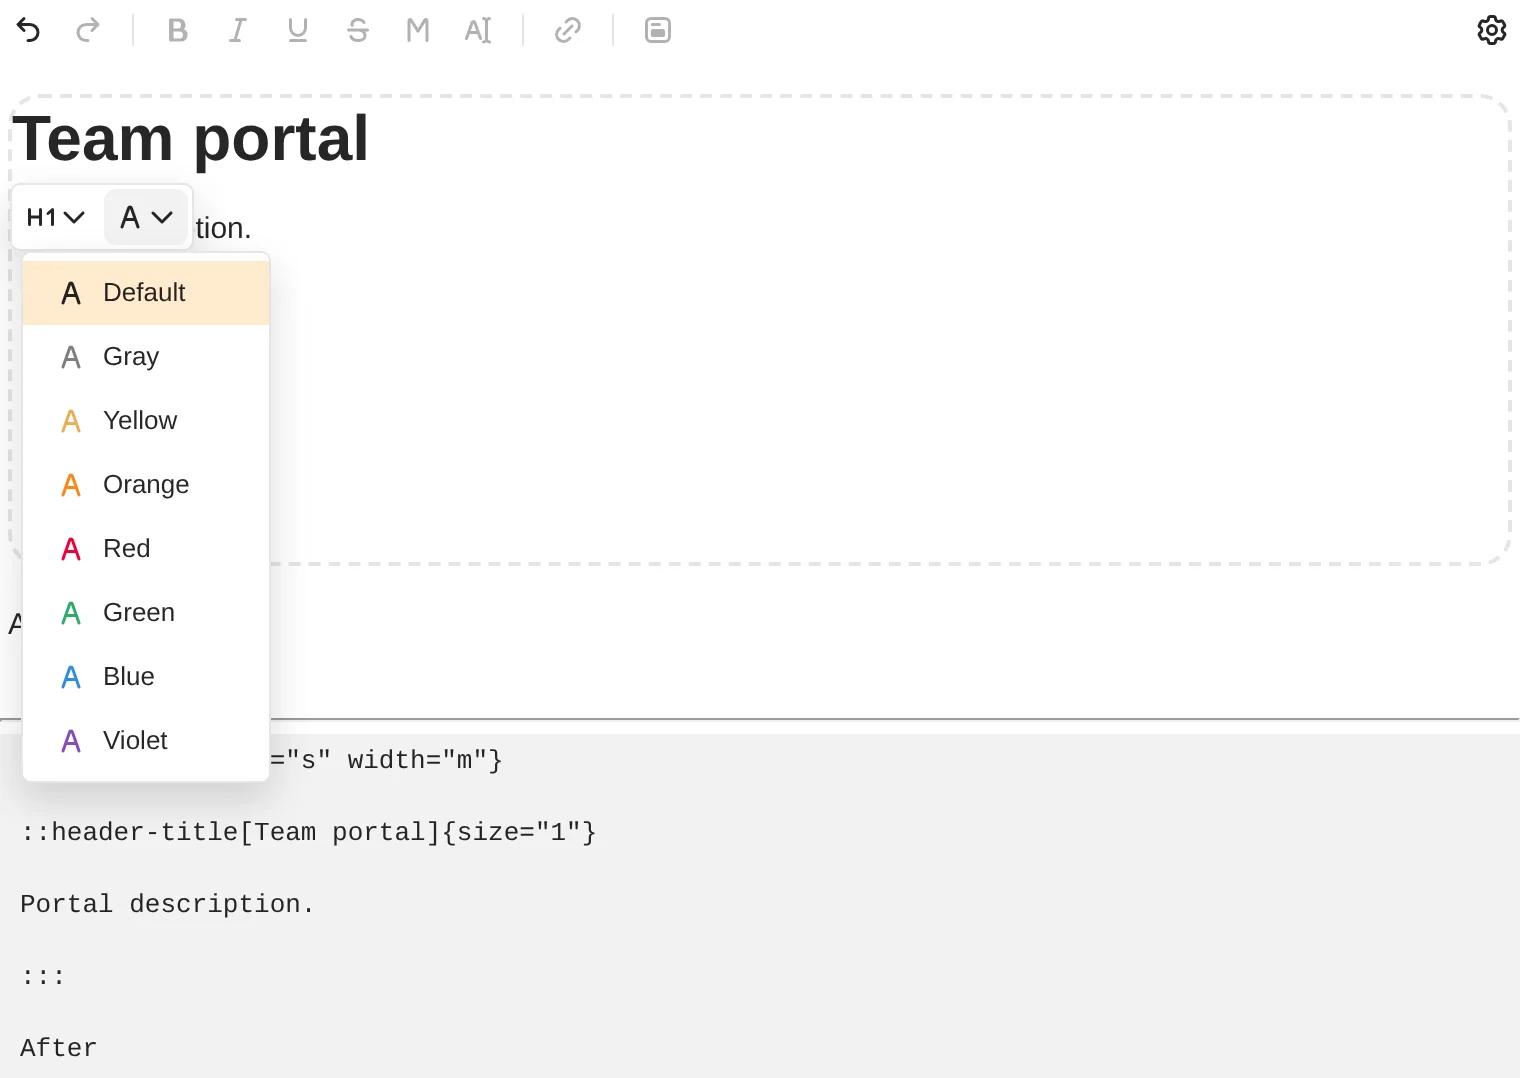 Team portal
H1 A
tion.
A Default
A Gray
A Yellow
A Orange
A Red
A Green
A Blue
A Violet
="s" width="m"}
::header-title[Team portal]{size="1"}
Portal description.
:::
After